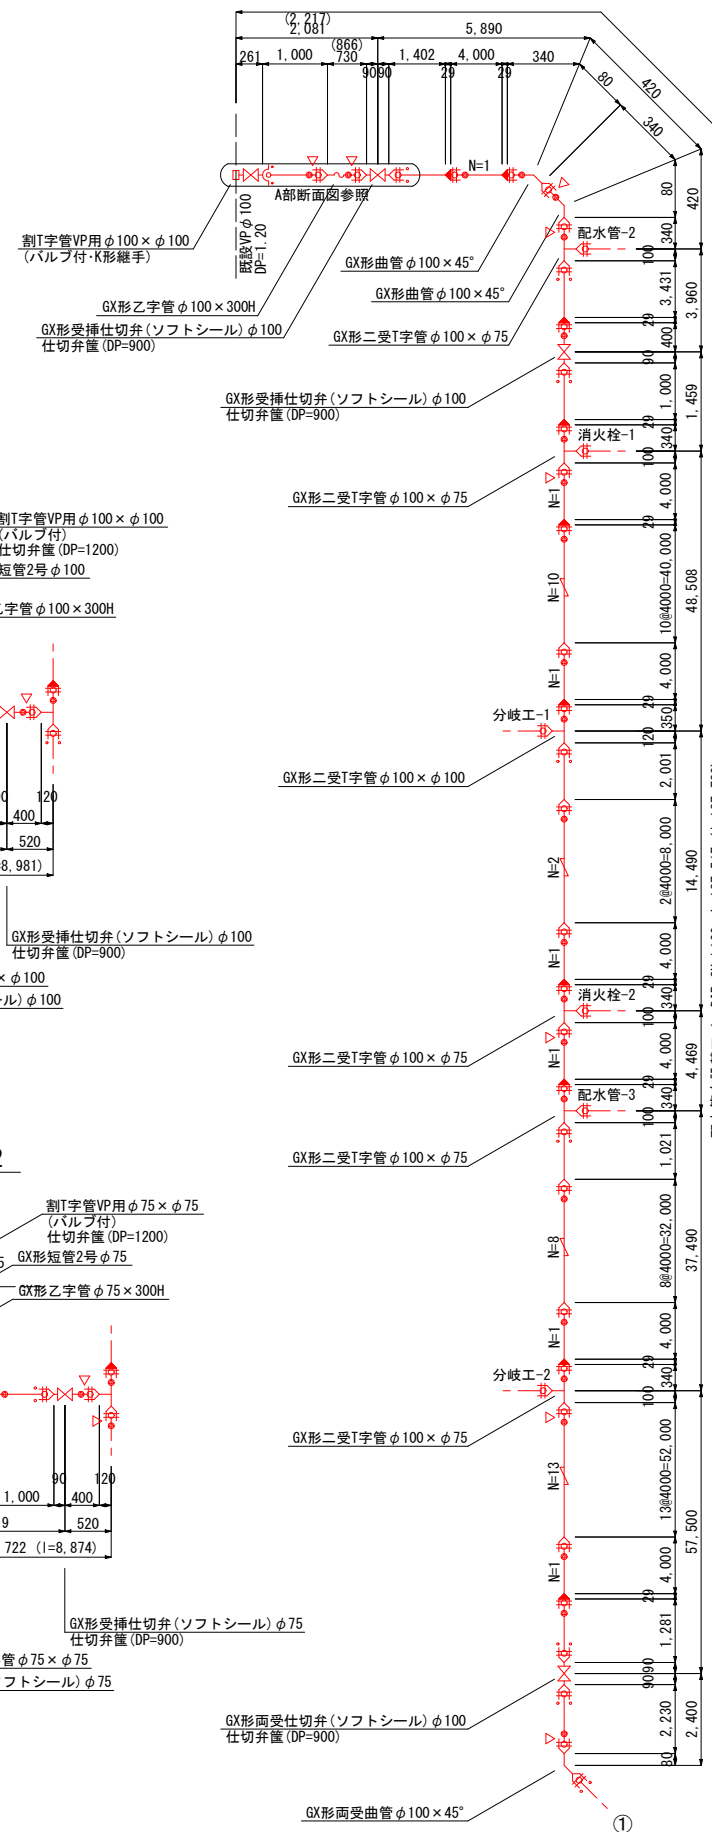 (2,217)
2,081
5,890
(866)
261
1,000
730
90
90
1,402
29
4,000
29
340
80
420
340
N=1
A部断面図参照
既設VPφ100
DP=1.20
割T字管VP用φ100×φ100
(バルブ付・K形継手)
GX形乙字管φ100×300H
GX形受挿仕切弁(ソフトシール)φ100
仕切弁筐(DP=900)
GX形曲管φ100×45°
GX形曲管φ100×45°
GX形二受T字管φ100×φ75
配水管-2
80
420
340
100
3,431
3,960
29
400
90
GX形受挿仕切弁(ソフトシール)φ100
仕切弁筐(DP=900)
1,000
1,459
29
340
消火栓-1
100
GX形二受T字管φ100×φ75
N=1
4,000
29
N=10
10@4000=40,000
48,508
N=1
4,000
29
350
分岐工-1
120
GX形二受T字管φ100×φ100
2,001
N=2
2@4000=8,000
14,490
N=1
4,000
29
340
消火栓-2
100
GX形二受T字管φ100×φ75
N=1
4,000
4,469
29
340
配水管-3
100
GX形二受T字管φ100×φ75
1,021
N=8
8@4000=32,000
37,490
N=1
4,000
29
340
分岐工-2
100
GX形二受T字管φ100×φ75
N=13
13@4000=52,000
57,500
N=1
4,000
29
1,281
90
90
GX形両受仕切弁(ソフトシール)φ100
仕切弁筐(DP=900)
2,230
2,400
80
GX形両受曲管φ100×45°
①
割T字管VP用φ100×φ100
(バルブ付)
仕切弁筐(DP=1200)
短管2号φ100
乙字管φ100×300H
120
400
520
=8,981)
GX形受挿仕切弁(ソフトシール)φ100
仕切弁筐(DP=900)
×φ100
ール)φ100
2
割T字管VP用φ75×φ75
(バルブ付)
仕切弁筐(DP=1200)
5
GX形短管2号φ75
GX形乙字管φ75×300H
90
120
1,000
400
9
520
722 (l=8,874)
GX形受挿仕切弁(ソフトシール)φ75
仕切弁筐(DP=900)
管φ75×φ75
フトシール)φ75